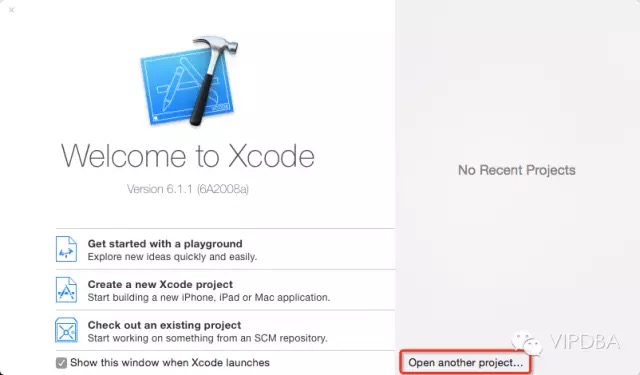 Welcome to Xcode
Version 6.1.1 (6A2008a)
Get started with a playground
Explore new ideas quickly and easily.
Create a new Xcode project
Start building a new iPhone, iPad or Mac application.
Check out an existing project
Start working on something from an SCM repository.
Show this window when Xcode launches
No Recent Projects
Open another project...
VIPDBA